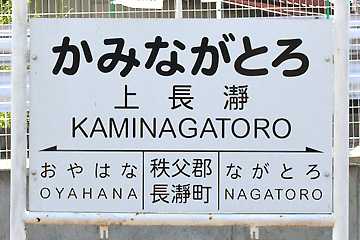 かみながとろ
上長瀞
KAMINAGATORO
おやはな 秩父郡 ながとろ
OYAHANA 長瀞町 NAGATORO